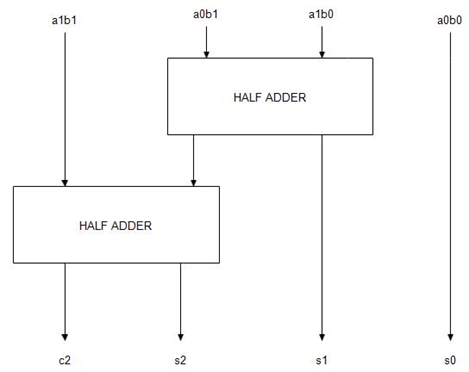 a1b1 a0b1 a1b0 a0b0
HALF ADDER
HALF ADDER
c2 s2 s1 s0